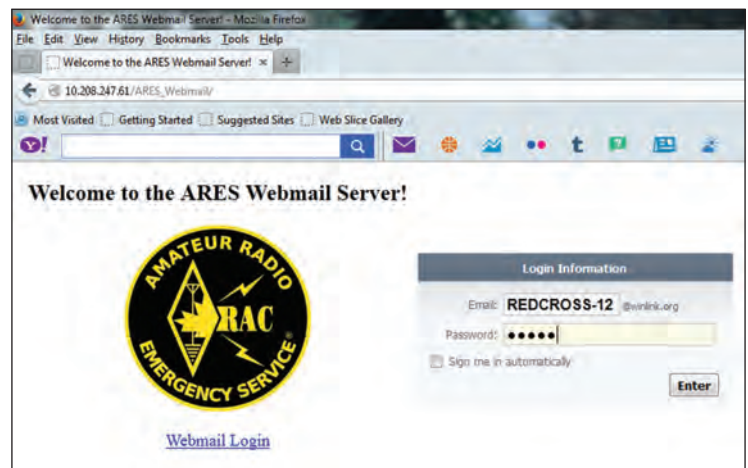 Welcome to the ARES Webmail Server! - Mozilla Firefox
File Edit View History Bookmarks Tools Help
Welcome to the ARES Webmail Server! × +
10.208.247.61/ARES_Webmail/
Most Visited Getting Started Suggested Sites Web Slice Gallery
Y!
t
Welcome to the ARES Webmail Server!
AMATEUR RADIO
RAC
EMERGENCY SERVICE
®
Webmail Login
Login Information
Email: REDCROSS-12 @winlink.org
Password: •••••
Sign me in automatically
Enter